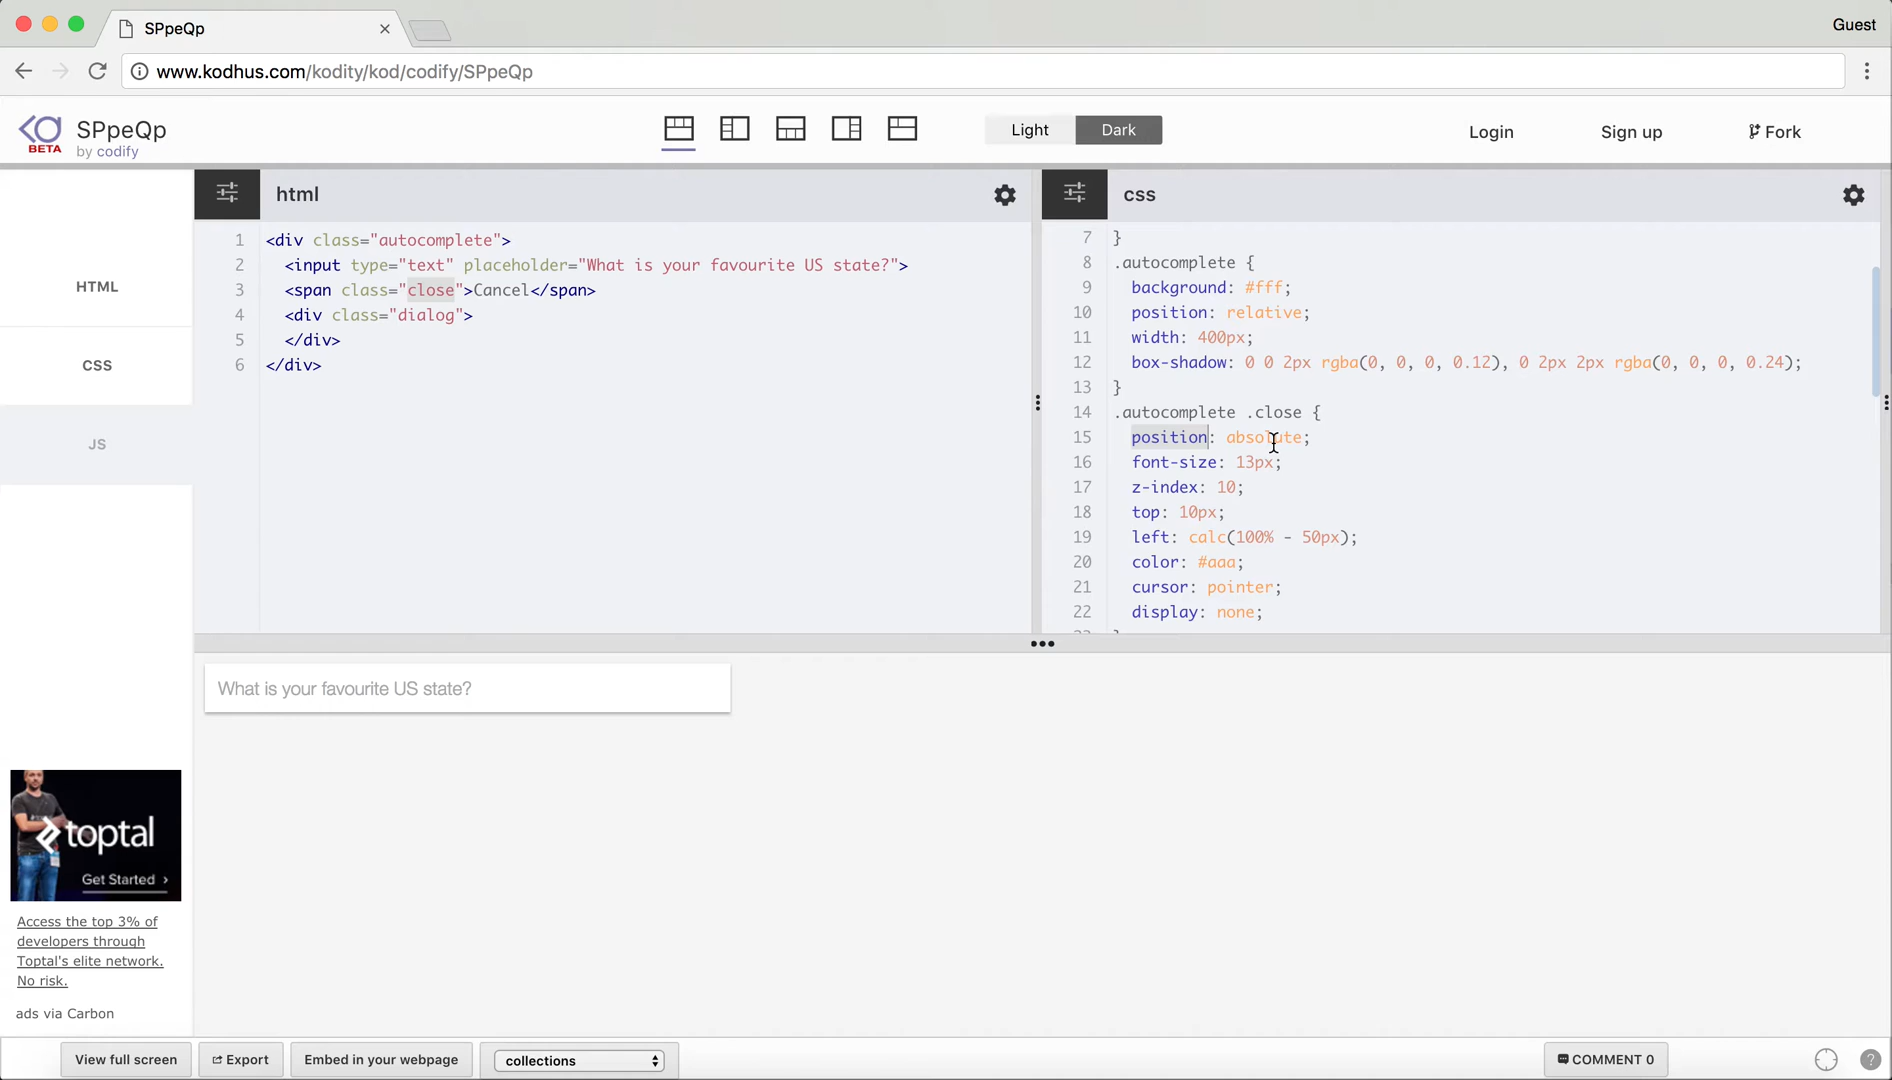 SPpeQp
Guest
www.kodhus.com/kodity/kod/codify/SPpeQp
BETA
SPpeQp
by codify
Light
Dark
Login
Sign up
Fork
html
css
HTML
CSS
JS
1 <div class="autocomplete">
2 <input type="text" placeholder="What is your favourite US state?">
3 <span class="close">Cancel</span>
4 <div class="dialog">
5 </div>
6 </div>
7 }
8 .autocomplete {
9 background: #fff;
10 position: relative;
11 width: 400px;
12 box-shadow: 0 0 2px rgba(0, 0, 0, 0.12), 0 2px 2px rgba(0, 0, 0, 0.24);
13 }
14 .autocomplete .close {
15 position: absolute;
16 font-size: 13px;
17 z-index: 10;
18 top: 10px;
19 left: calc(100% - 50px);
20 color: #aaa;
21 cursor: pointer;
22 display: none;
What is your favourite US state?
toptal
Get Started ›
Access the top 3% of
developers through
Toptal's elite network.
No risk.
ads via Carbon
View full screen
Export
Embed in your webpage
collections
COMMENT 0
?